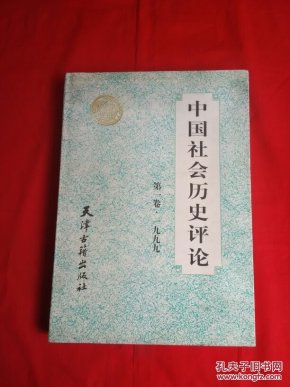 中国社会历史评论
第一卷·一九九九
天津古籍出版社
孔夫子旧书网